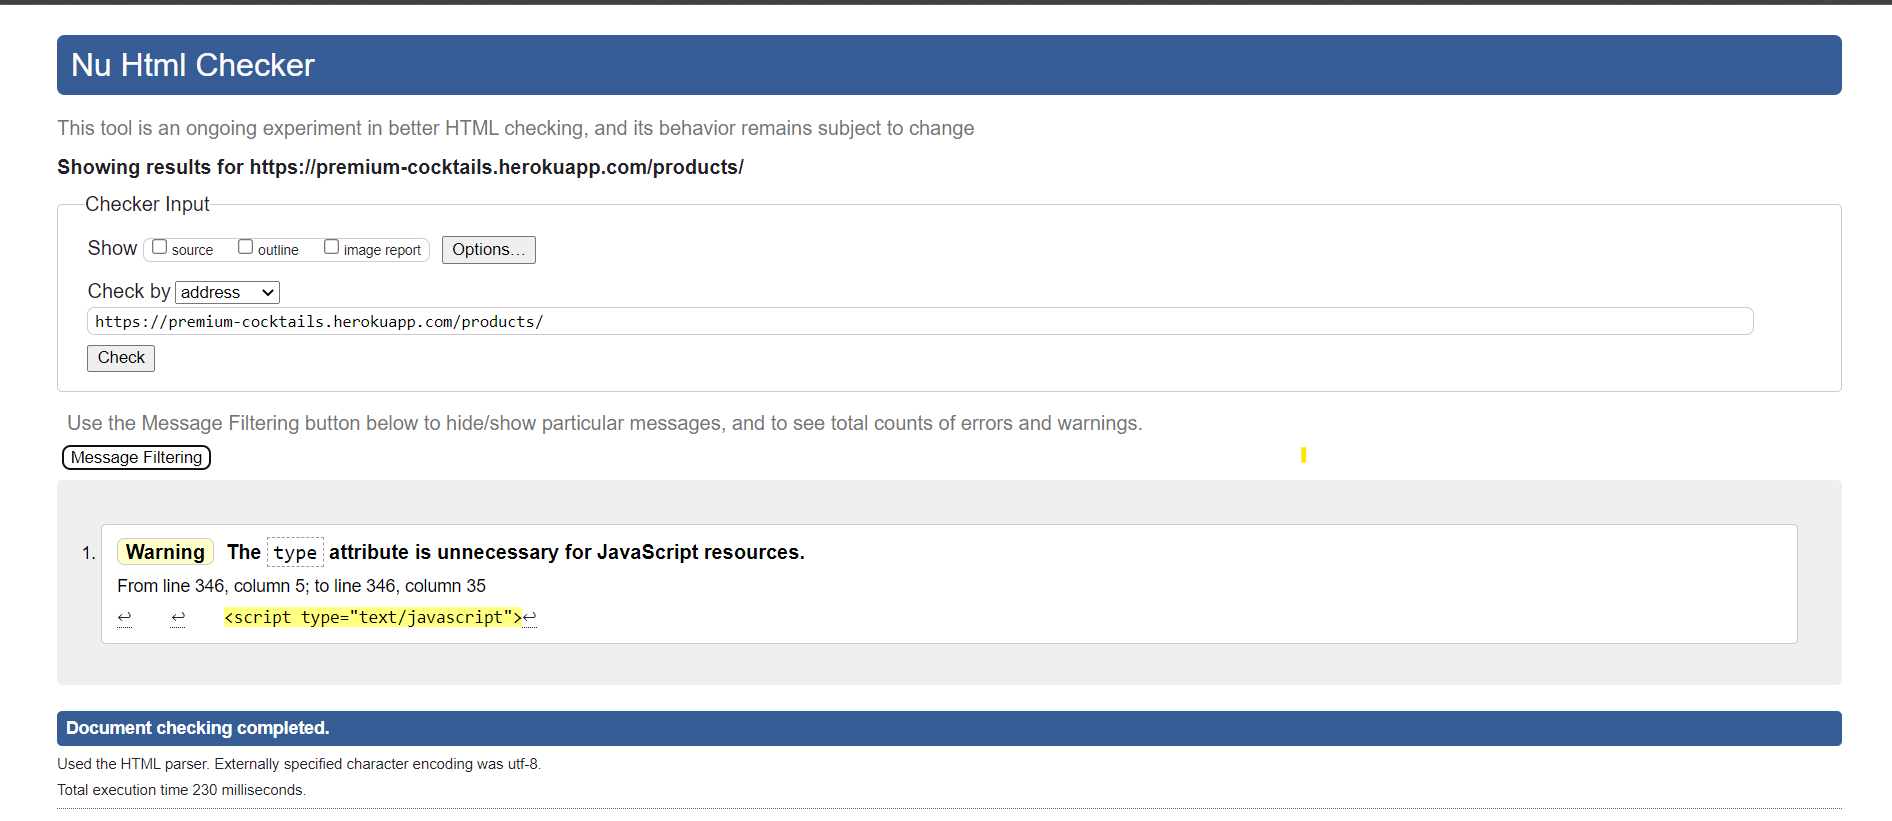 Nu Html Checker
This tool is an ongoing experiment in better HTML checking, and its behavior remains subject to change
Showing results for https://premium-cocktails.herokuapp.com/products/
Checker Input
Show source outline image report Options...
Check by address
https://premium-cocktails.herokuapp.com/products/
Check
Use the Message Filtering button below to hide/show particular messages, and to see total counts of errors and warnings.
Message Filtering
1. Warning The type attribute is unnecessary for JavaScript resources.
From line 346, column 5; to line 346, column 35
↩ ↩ <script type="text/javascript">↩
Document checking completed.
Used the HTML parser. Externally specified character encoding was utf-8.
Total execution time 230 milliseconds.